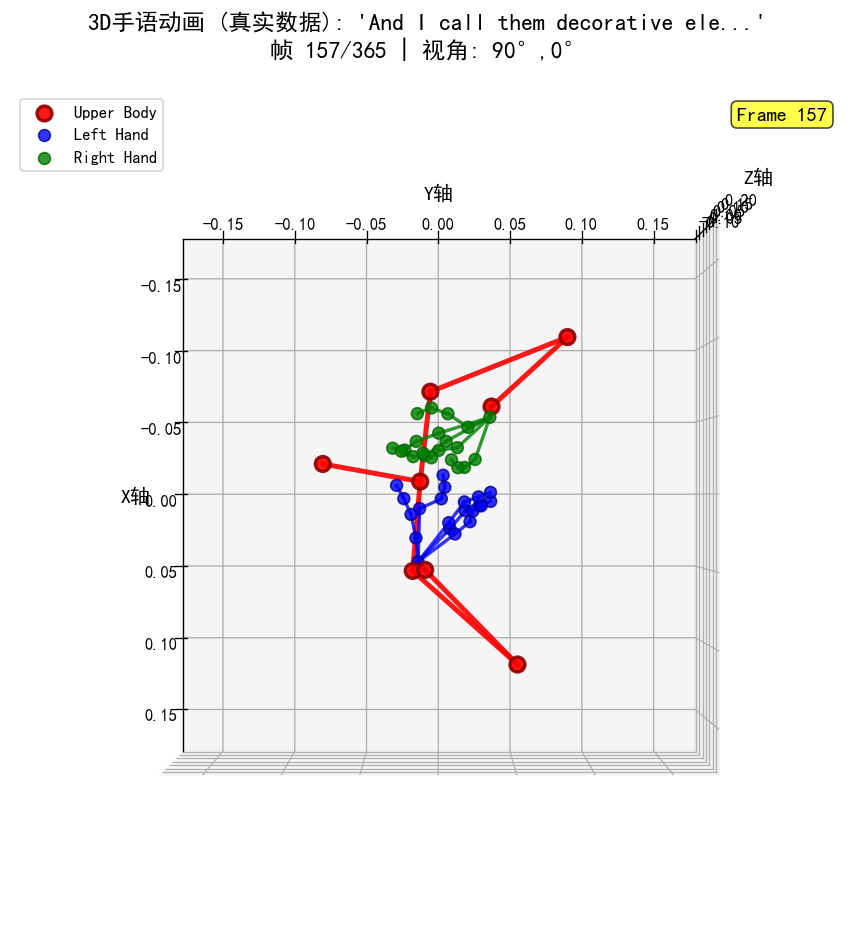 3D手语动画 (真实数据): 'And I call them decorative ele...'
帧 157/365 | 视角: 90°,0°
Upper Body
Left Hand
Right Hand
Frame 157
Z轴
Y轴
−0.15 −0.10 −0.05 0.00 0.05 0.10 0.15
−0.15
−0.10
−0.05
X轴
0.00
0.05
0.10
0.15